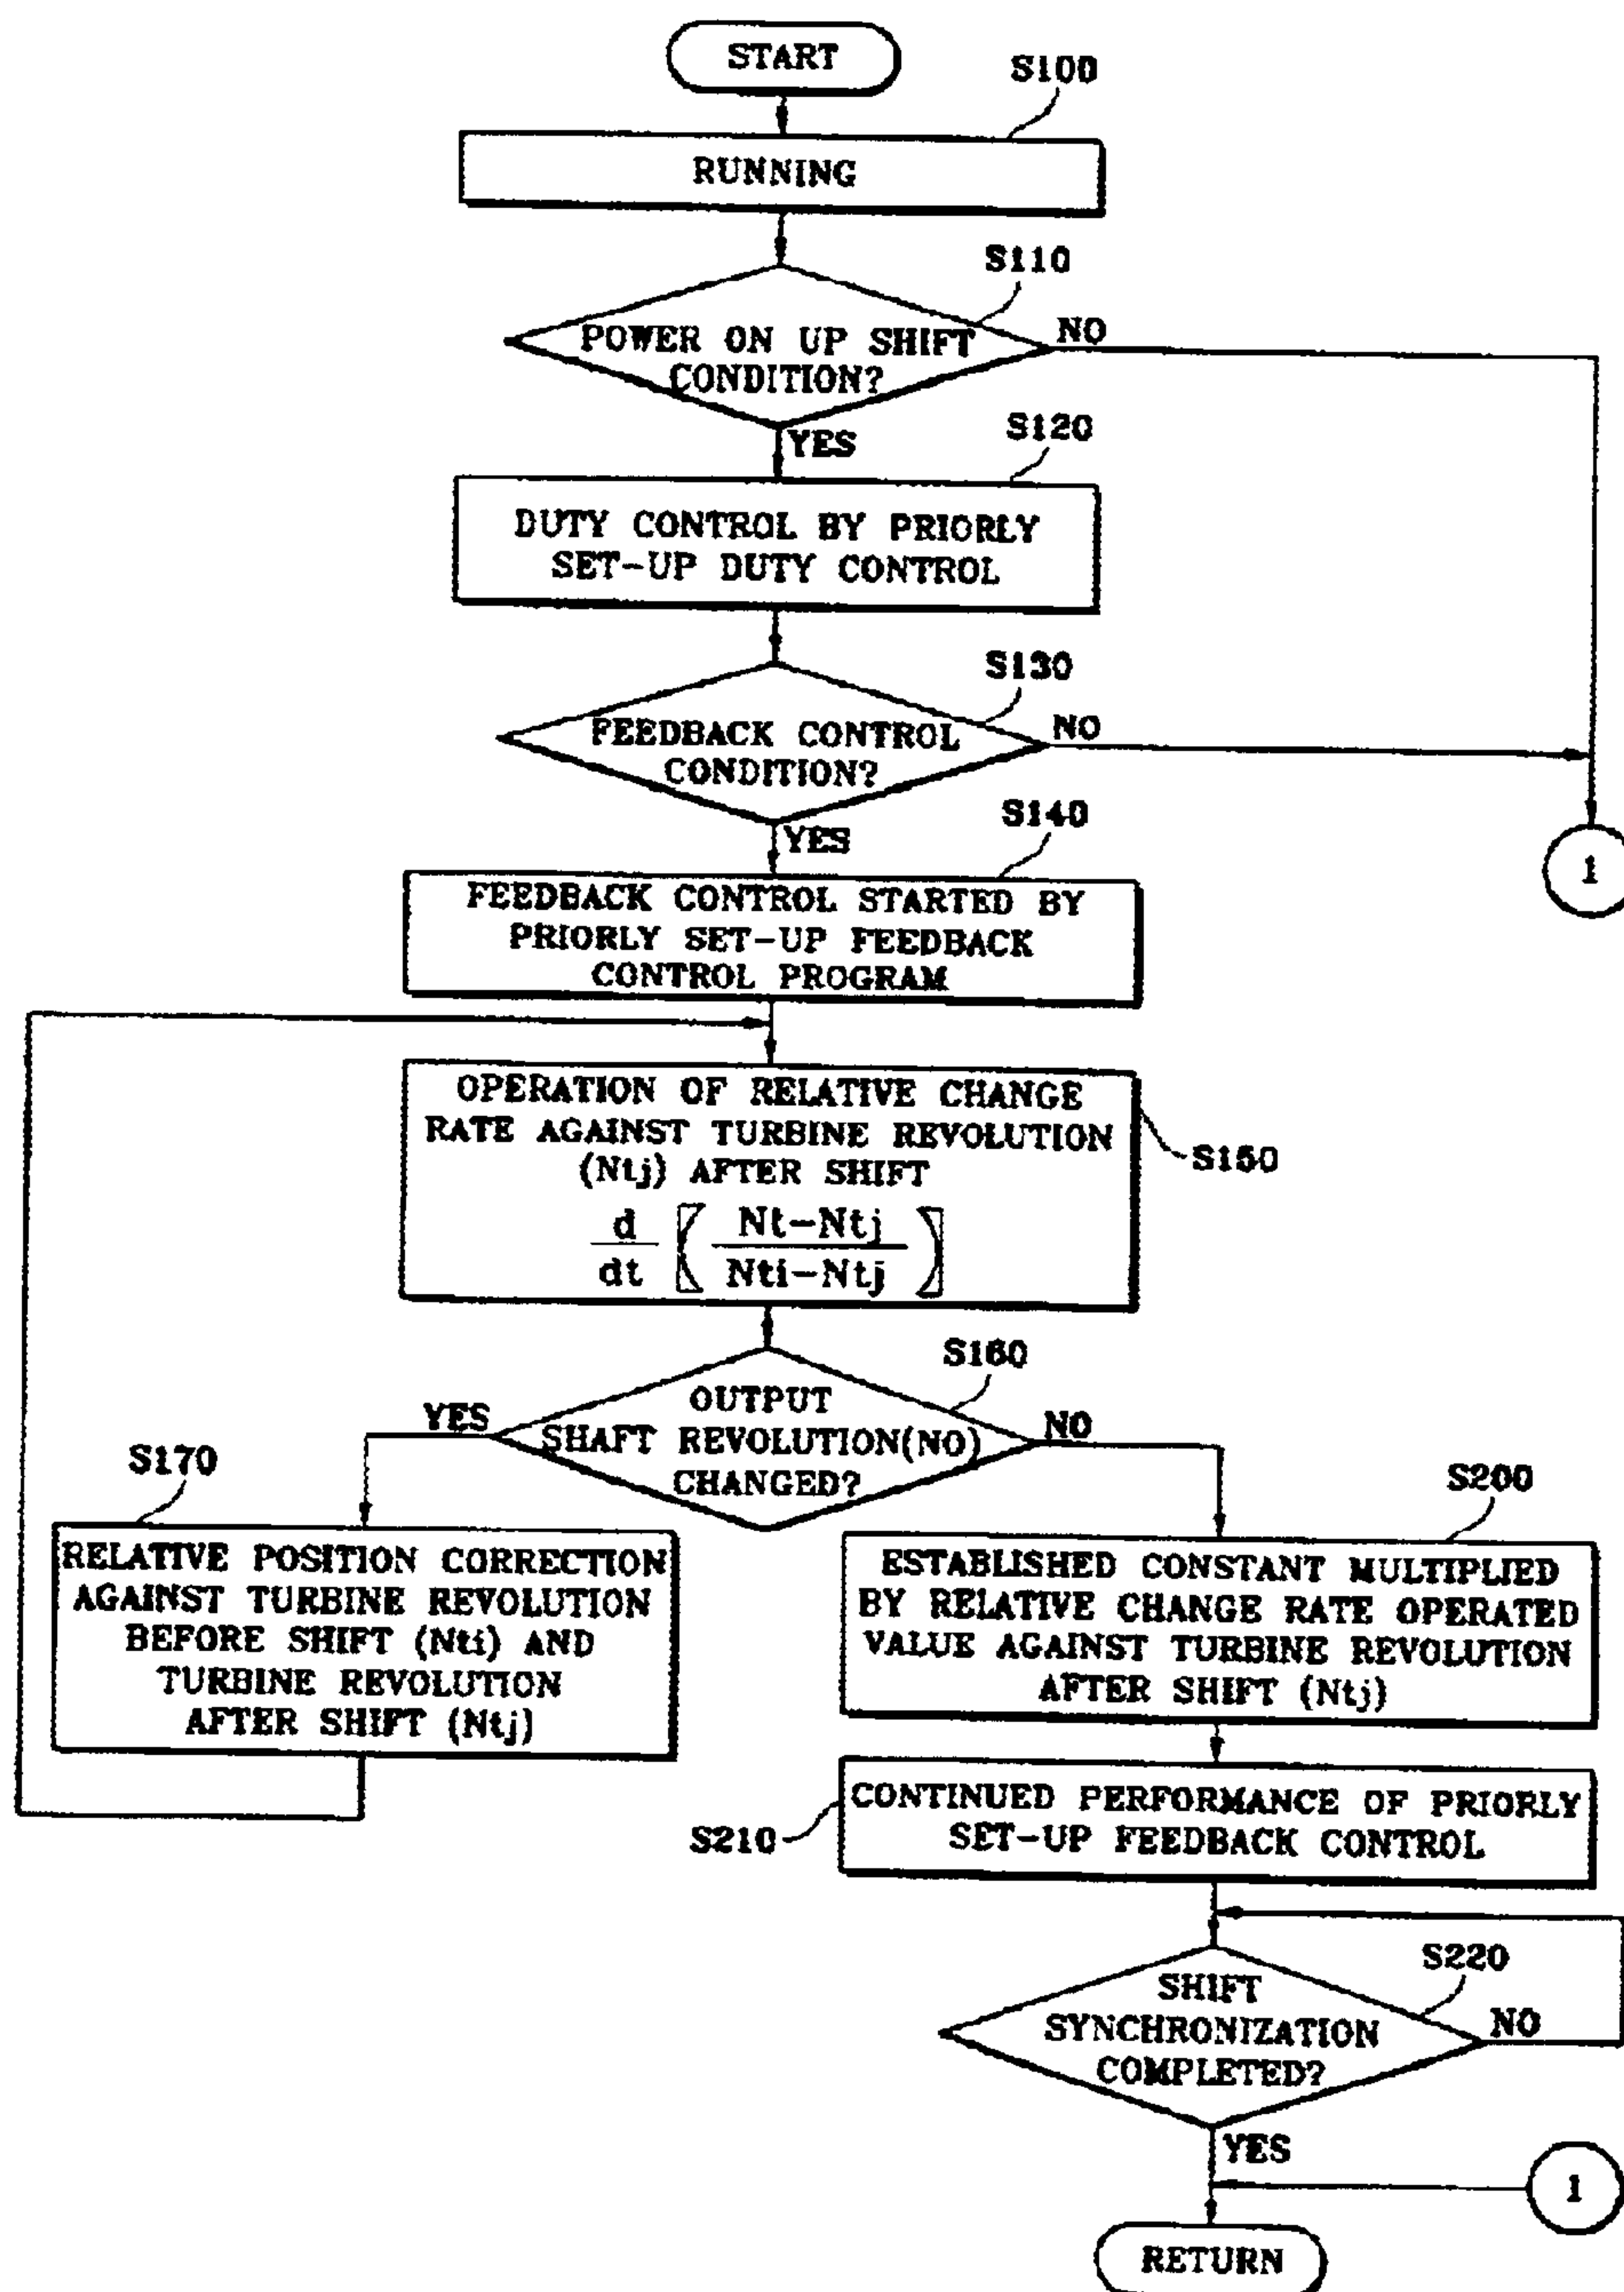 START
S100
RUNNING
S110
POWER ON UP SHIFT
CONDITION?
NO
YES
S120
DUTY CONTROL BY PRIORLY
SET-UP DUTY CONTROL
S130
FEEDBACK CONTROL
CONDITION?
NO
YES
S140
1
FEEDBACK CONTROL STARTED BY
PRIORLY SET-UP FEEDBACK
CONTROL PROGRAM
OPERATION OF RELATIVE CHANGE
RATE AGAINST TURBINE REVOLUTION
(Ntj) AFTER SHIFT
S150
d/dt [(Nt-Ntj)/(Nti-Ntj)]
S160
OUTPUT
SHAFT REVOLUTION(NO)
CHANGED?
YES
NO
S170
RELATIVE POSITION CORRECTION
AGAINST TURBINE REVOLUTION
BEFORE SHIFT (Nti) AND
TURBINE REVOLUTION
AFTER SHIFT (Ntj)
S200
ESTABLISHED CONSTANT MULTIPLIED
BY RELATIVE CHANGE RATE OPERATED
VALUE AGAINST TURBINE REVOLUTION
AFTER SHIFT (Ntj)
S210
CONTINUED PERFORMANCE OF PRIORLY
SET-UP FEEDBACK CONTROL
S220
SHIFT
SYNCHRONIZATION
COMPLETED?
NO
YES
1
RETURN